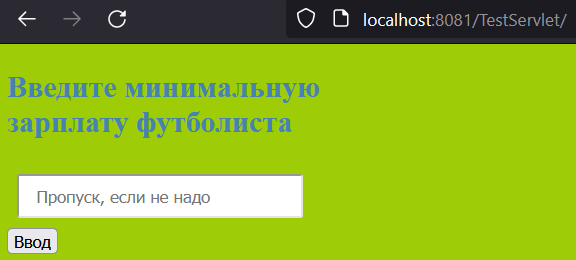 localhost:8081/TestServlet/
Введите минимальную
зарплату футболиста
Пропуск, если не надо
Ввод